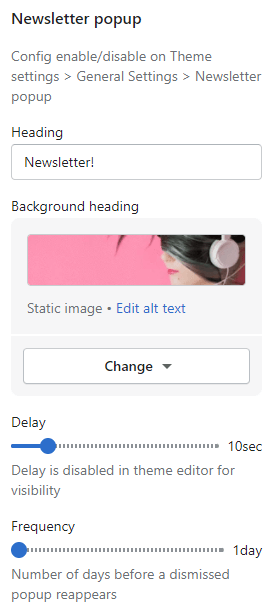 Newsletter popup
Config enable/disable on Theme
settings > General Settings > Newsletter
popup
Heading
Newsletter!
Background heading
Static image • Edit alt text
Change
Delay
10sec
Delay is disabled in theme editor for
visibility
Frequency
1day
Number of days before a dismissed
popup reappears